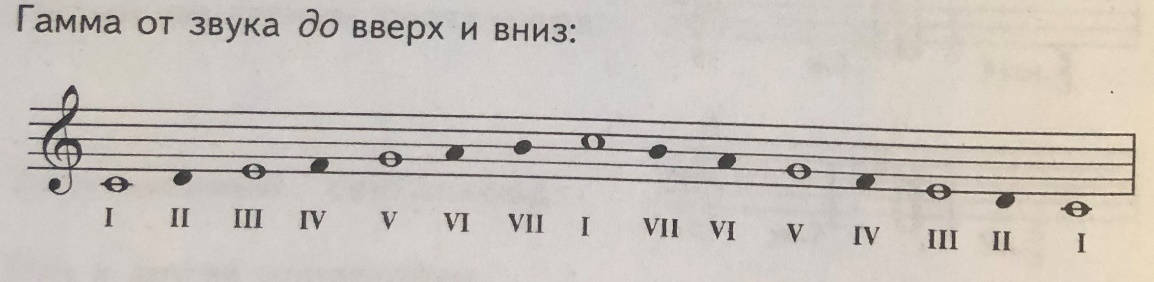 Гамма от звука до вверх и вниз:
I II III IV V VI VII I VII VI V IV III II I